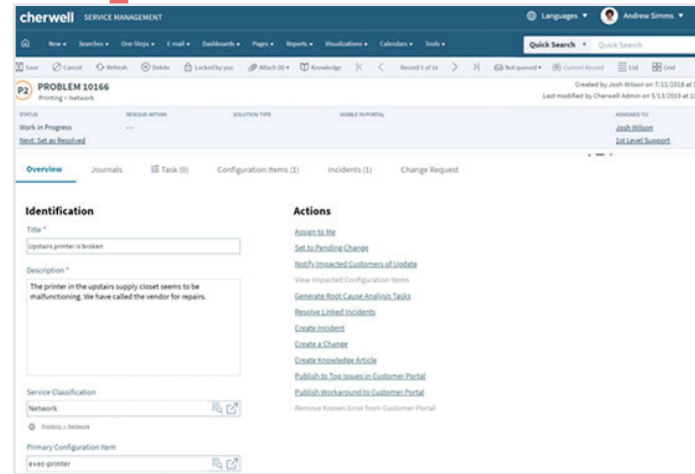 cherwell SERVICE MANAGEMENT Languages Andrew Simms
New Searches One-Steps E-mail Dashboards Pages Reports Visualizations Calendars Tools Quick Search Quick Search
Save Cancel Refresh Delete Locked by you Attach (0) Knowledge Record 1 of 16 Not queued Current Record List Grid
P2 PROBLEM 10166 Created by Josh Wilson on 7/11/2018 at
Printing > Network Last modified by Cherwell Admin on 5/13/2019 at
STATUS RESOLVE WITHIN SOLUTION TYPE VISIBLE IN PORTAL ASSIGNED TO
Work in Progress -- Josh Wilson
Next: Set as Resolved 1st Level Support
Overview Journals Task (0) Configuration Items (1) Incidents (1) Change Request
Identification Actions
Title * Assign to Me
Upstairs printer is broken Set to Pending Change
Notify Impacted Customers of Update
Description * View Impacted Configuration Items
The printer in the upstairs supply closet seems to be
malfunctioning. We have called the vendor for repairs.
Generate Root Cause Analysis Tasks
Resolve Linked Incidents
Create Incident
Create a Change
Create Knowledge Article
Publish to Top Issues in Customer Portal
Service Classification Publish Workaround to Customer Portal
Network Remove Known Error from Customer Portal
Printing > Network
Primary Configuration Item
exec-printer